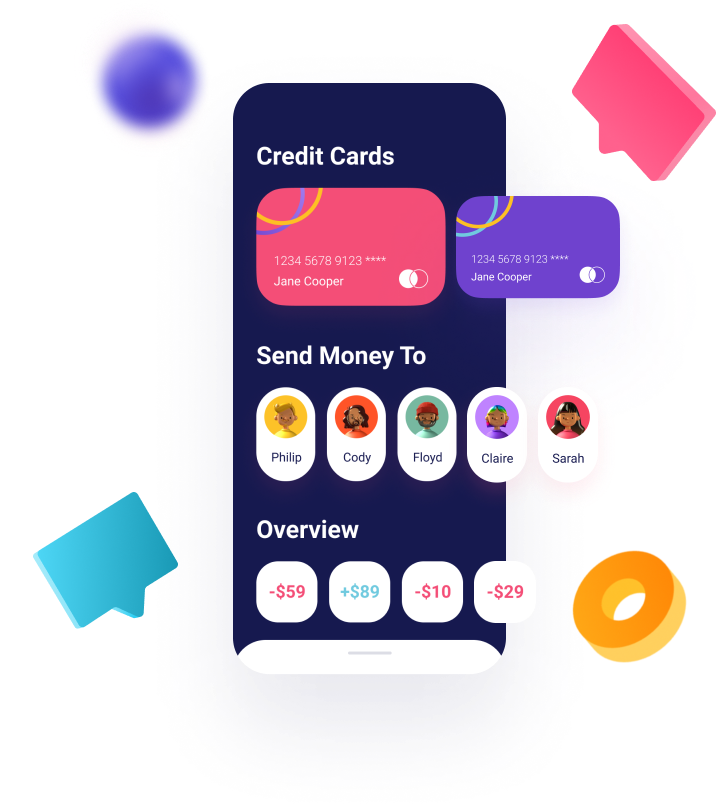 Credit Cards
1234 5678 9123 ****
Jane Cooper
1234 5678 9123 ****
Jane Cooper
Send Money To
Philip
Cody
Floyd
Claire
Sarah
Overview
-$59
+$89
-$10
-$29